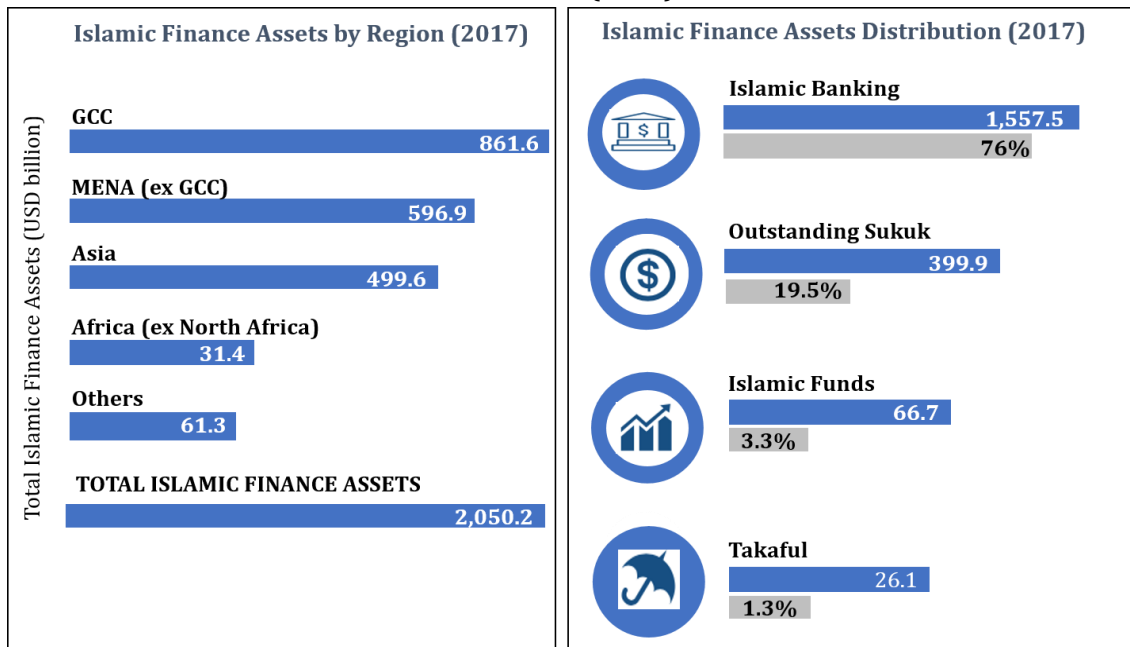 Islamic Finance Assets by Region (2017)
Total Islamic Finance Assets (USD billion)
GCC
861.6
MENA (ex GCC)
596.9
Asia
499.6
Africa (ex North Africa)
31.4
Others
61.3
TOTAL ISLAMIC FINANCE ASSETS
2,050.2
Islamic Finance Assets Distribution (2017)
Islamic Banking
1,557.5
76%
Outstanding Sukuk
399.9
19.5%
Islamic Funds
66.7
3.3%
Takaful
26.1
1.3%
$
$